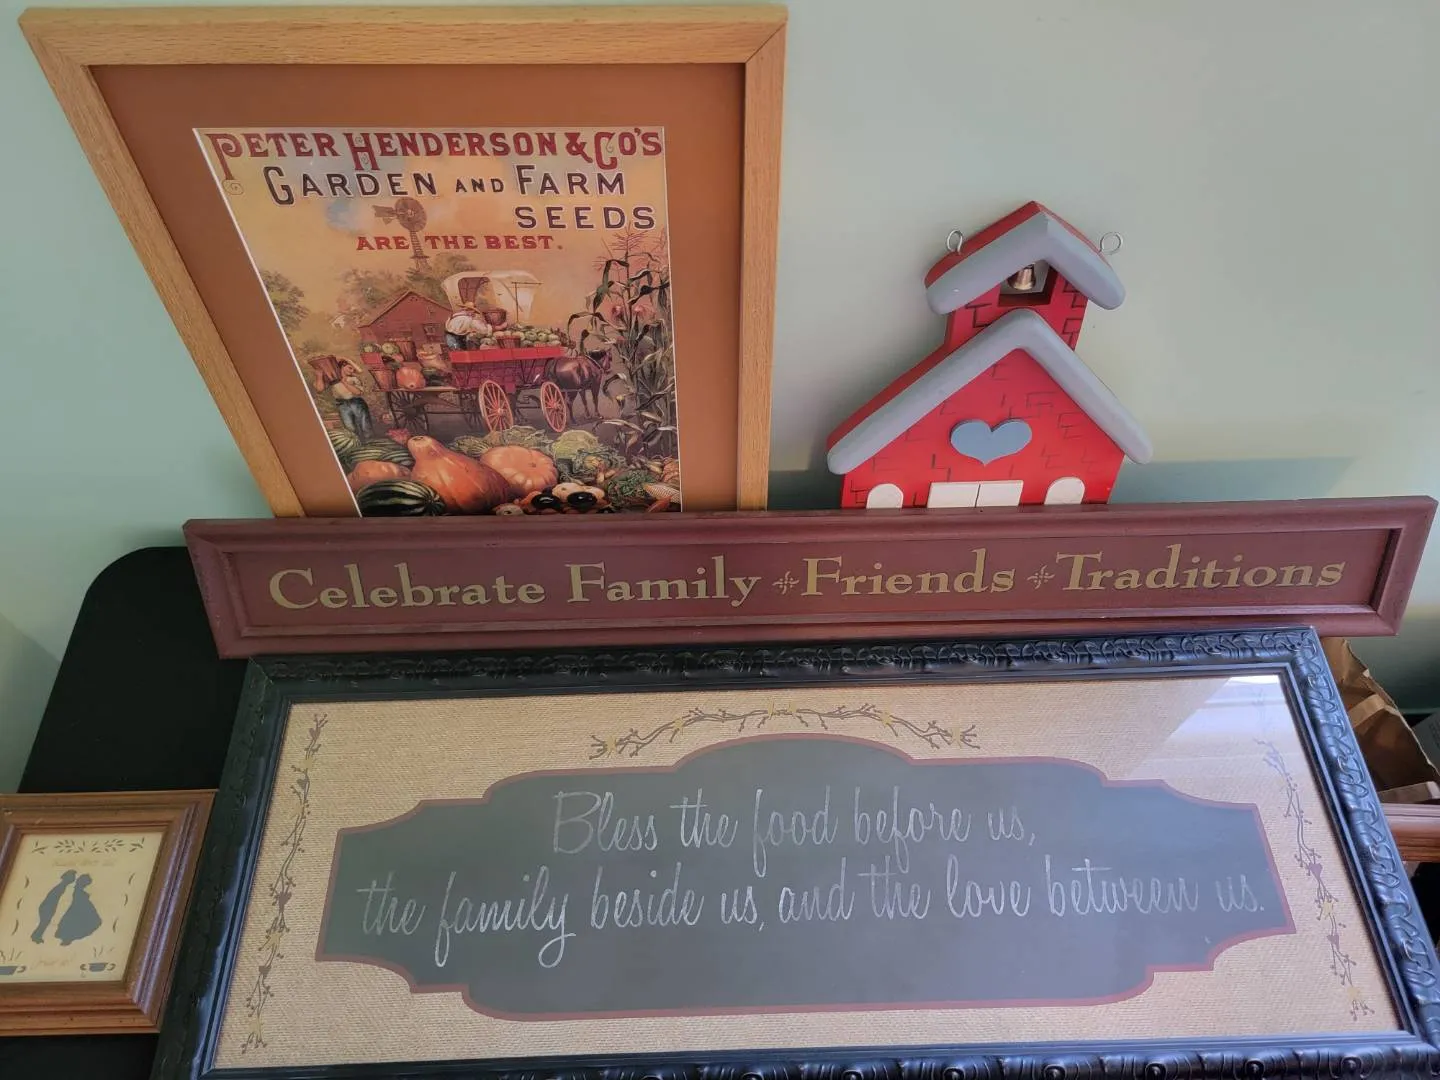 PETER HENDERSON & CO'S
GARDEN AND FARM
SEEDS
ARE THE BEST.
Celebrate Family Friends Traditions
Bless the food before us,
the family beside us, and the love between us.